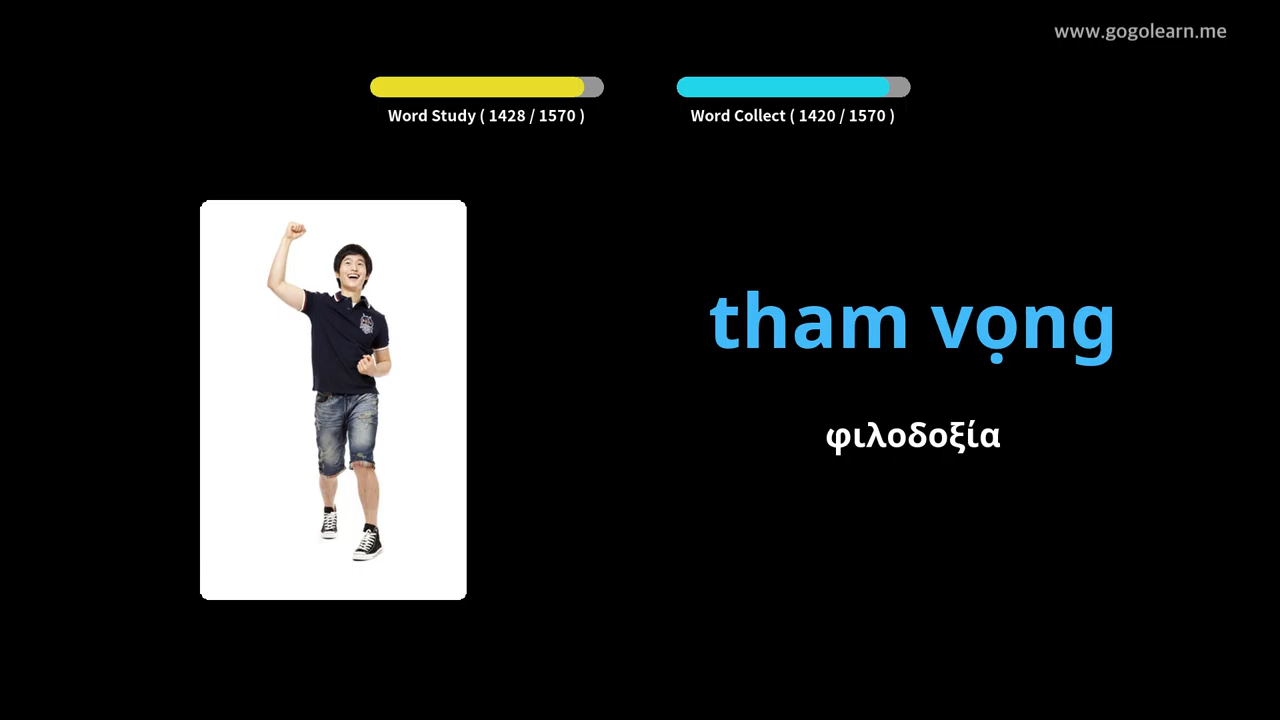 www.gogolearn.me
Word Study ( 1428 / 1570 )
Word Collect ( 1420 / 1570 )
tham vọng
φιλοδοξία